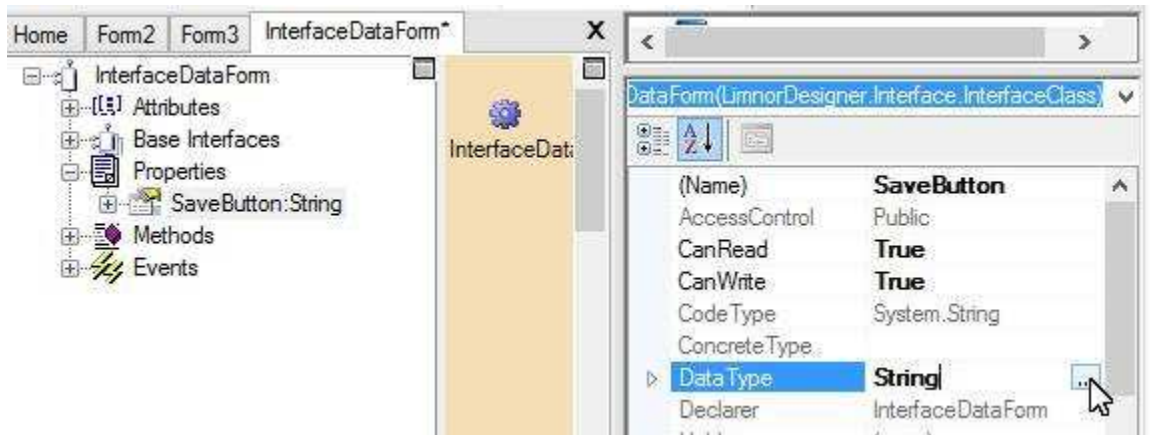 Home Form2 Form3 InterfaceDataForm* X
InterfaceDataForm
Attributes
Base Interfaces
Properties
SaveButton:String
Methods
Events
InterfaceData
DataForm(LimnorDesigner.Interface.InterfaceClass)
(Name) SaveButton
AccessControl Public
CanRead True
CanWrite True
CodeType System.String
ConcreteType
DataType String ...
Declarer InterfaceDataForm